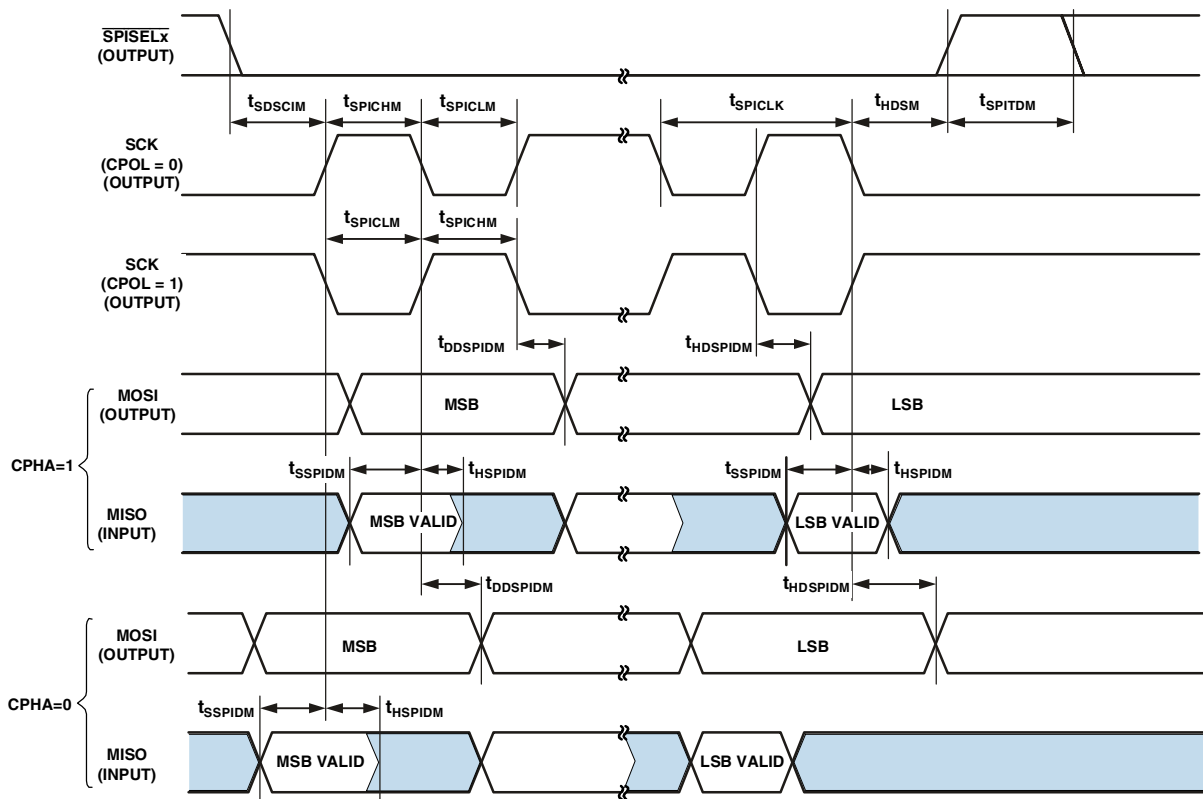 SPISELx
(OUTPUT)
tSDSCIM
tSPICHM
tSPICLM
tSPICLK
tHDSM
tSPITDM
SCK
(CPOL = 0)
(OUTPUT)
tSPICLM
tSPICHM
SCK
(CPOL = 1)
(OUTPUT)
tDDSPIDM
tHDSPIDM
CPHA=1
MOSI
(OUTPUT)
MSB
LSB
tSSPIDM
tHSPIDM
tSSPIDM
tHSPIDM
MISO
(INPUT)
MSB VALID
LSB VALID
tDDSPIDM
tHDSPIDM
CPHA=0
MOSI
(OUTPUT)
MSB
LSB
tSSPIDM
tHSPIDM
MISO
(INPUT)
MSB VALID
LSB VALID